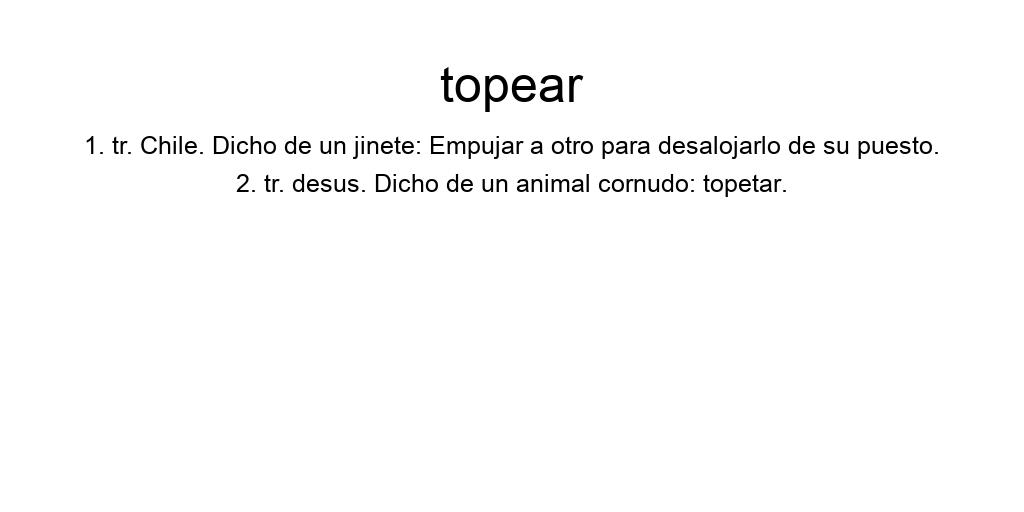 topear
1. tr. Chile. Dicho de un jinete: Empujar a otro para desalojarlo de su puesto.
2. tr. desus. Dicho de un animal cornudo: topetar.